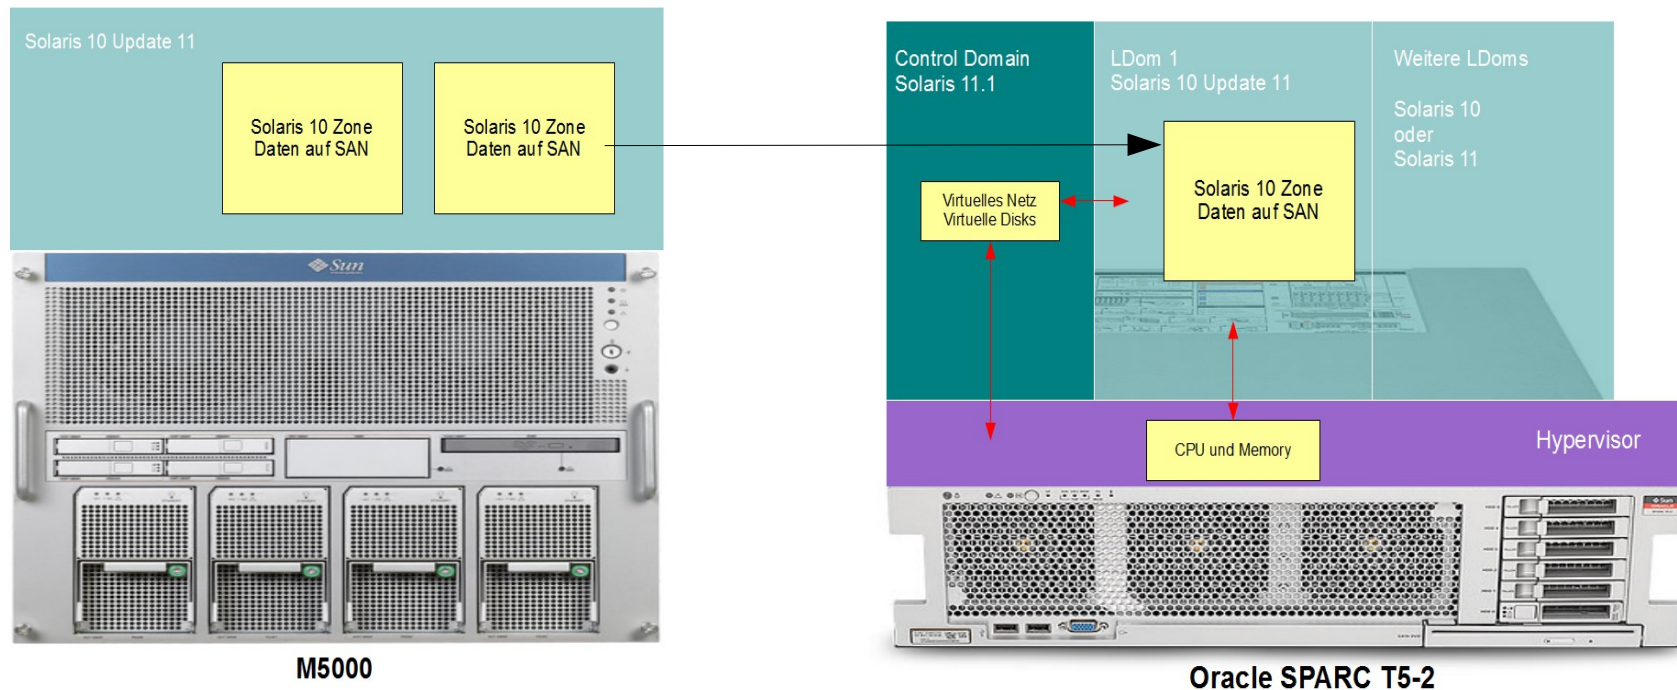 Solaris 10 Update 11
Solaris 10 Zone
Daten auf SAN
Solaris 10 Zone
Daten auf SAN
Sun
M5000
Control Domain
Solaris 11.1
LDom 1
Solaris 10 Update 11
Weitere LDoms
Solaris 10
oder
Solaris 11
Virtuelles Netz
Virtuelle Disks
Solaris 10 Zone
Daten auf SAN
CPU und Memory
Hypervisor
Sun
Oracle SPARC T5-2